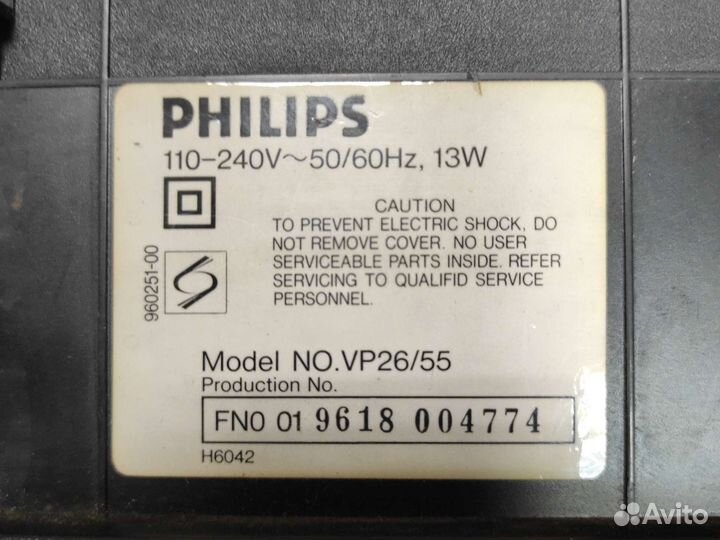 PHILIPS
110-240V~50/60Hz, 13W
CAUTION
TO PREVENT ELECTRIC SHOCK, DO
NOT REMOVE COVER. NO USER
SERVICEABLE PARTS INSIDE. REFER
SERVICING TO QUALIFID SERVICE
PERSONNEL.
960251-00
Model NO.VP26/55
Production No.
FN0 01 9618 004774
H6042
Avito